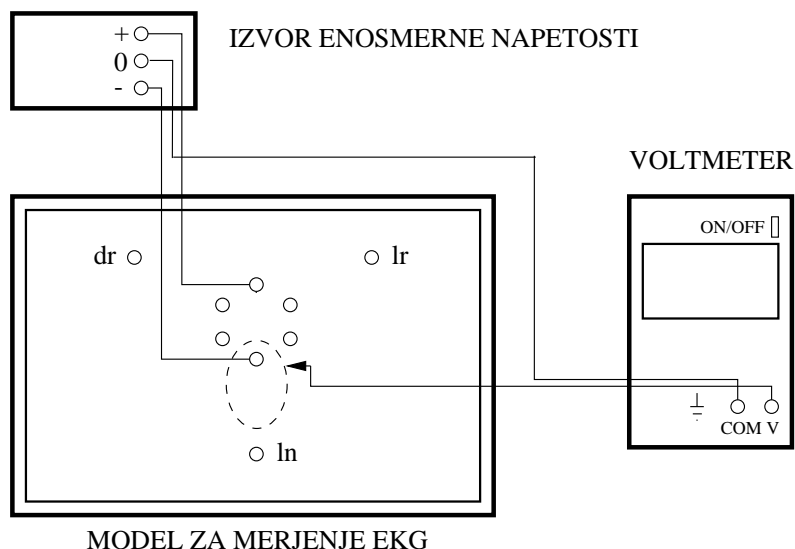 +
IZVOR ENOSMERNE NAPETOSTI
0
-
VOLTMETER
ON/OFF
dr
lr
COM V
ln
MODEL ZA MERJENJE EKG